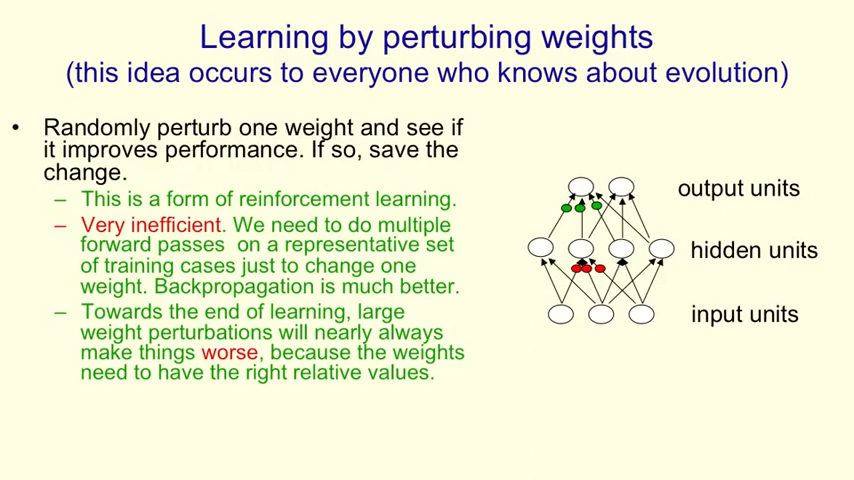 Learning by perturbing weights
(this idea occurs to everyone who knows about evolution)
• Randomly perturb one weight and see if
it improves performance. If so, save the
change.
– This is a form of reinforcement learning.
– Very inefficient. We need to do multiple
forward passes on a representative set
of training cases just to change one
weight. Backpropagation is much better.
– Towards the end of learning, large
weight perturbations will nearly always
make things worse, because the weights
need to have the right relative values.
output units
hidden units
input units